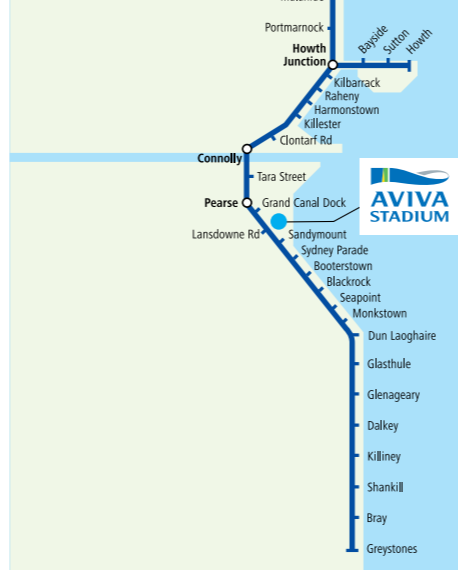 Portmarnock
Howth
Junction
Bayside
Sutton
Howth
Kilbarrack
Raheny
Harmonstown
Killester
Clontarf Rd
Connolly
Tara Street
Pearse
Grand Canal Dock
AVIVA
STADIUM
Lansdowne Rd
Sandymount
Sydney Parade
Booterstown
Blackrock
Seapoint
Monkstown
Dun Laoghaire
Glasthule
Glenageary
Dalkey
Killiney
Shankill
Bray
Greystones